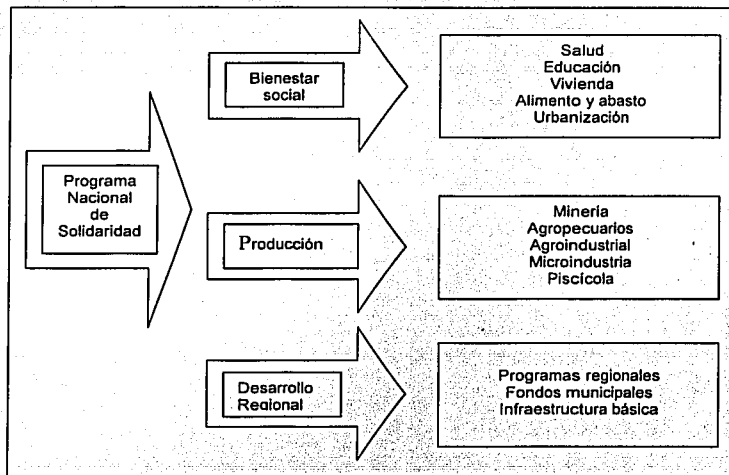 Programa
Nacional
de
Solidaridad
Bienestar
social
Salud
Educación
Vivienda
Alimento y abasto
Urbanización
Producción
Minería
Agropecuarios
Agroindustrial
Microindustria
Piscícola
Desarrollo
Regional
Programas regionales
Fondos municipales
Infraestructura básica